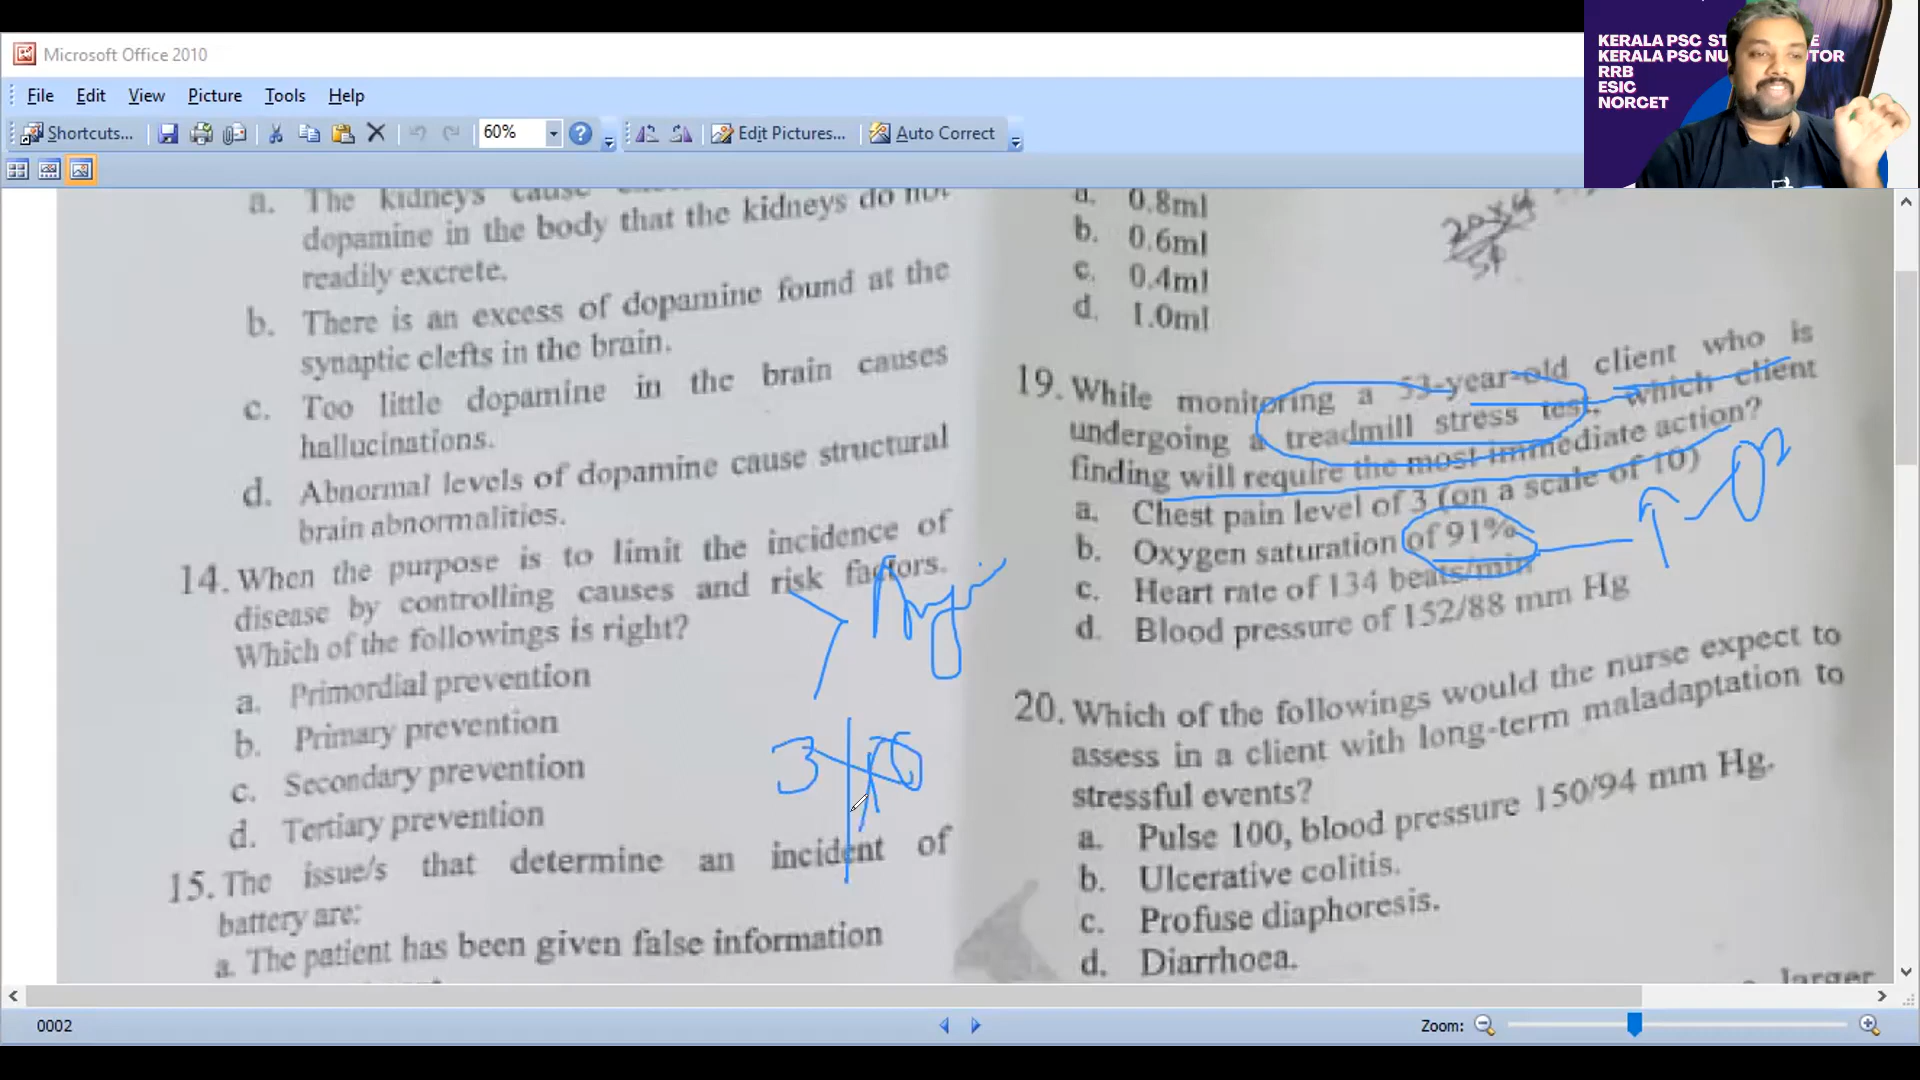 Microsoft Office 2010
File Edit View Picture Tools Help
Shortcuts... 60% Edit Pictures... Auto Correct
KERALA PSC ST
KERALA PSC NU
RRB
ESIC
NORCET
a. The kidneys cause
dopamine in the body that the kidneys do not
readily excrete.
b. There is an excess of dopamine found at the
synaptic clefts in the brain.
c. Too little dopamine in the brain causes
hallucinations.
d. Abnormal levels of dopamine cause structural
brain abnormalities.
14. When the purpose is to limit the incidence of
disease by controlling causes and risk factors.
Which of the followings is right?
a. Primordial prevention
b. Primary prevention
c. Secondary prevention
d. Tertiary prevention
15. The issue/s that determine an incident of
battery are:
a. The patient has been given false information
3 10
0.8ml
b. 0.6ml
c. 0.4ml
d. 1.0ml
19. While monitoring a 53-year-old client who is
undergoing a treadmill stress test, which client
finding will require the most immediate action?
a. Chest pain level of 3 (on a scale of 10)
b. Oxygen saturation of 91%
c. Heart rate of 134 beats/min
d. Blood pressure of 152/88 mm Hg
20. Which of the followings would the nurse expect to
assess in a client with long-term maladaptation to
stressful events?
a. Pulse 100, blood pressure 150/94 mm Hg.
b. Ulcerative colitis.
c. Profuse diaphoresis.
d. Diarrhoea.
larger
0002
Zoom: